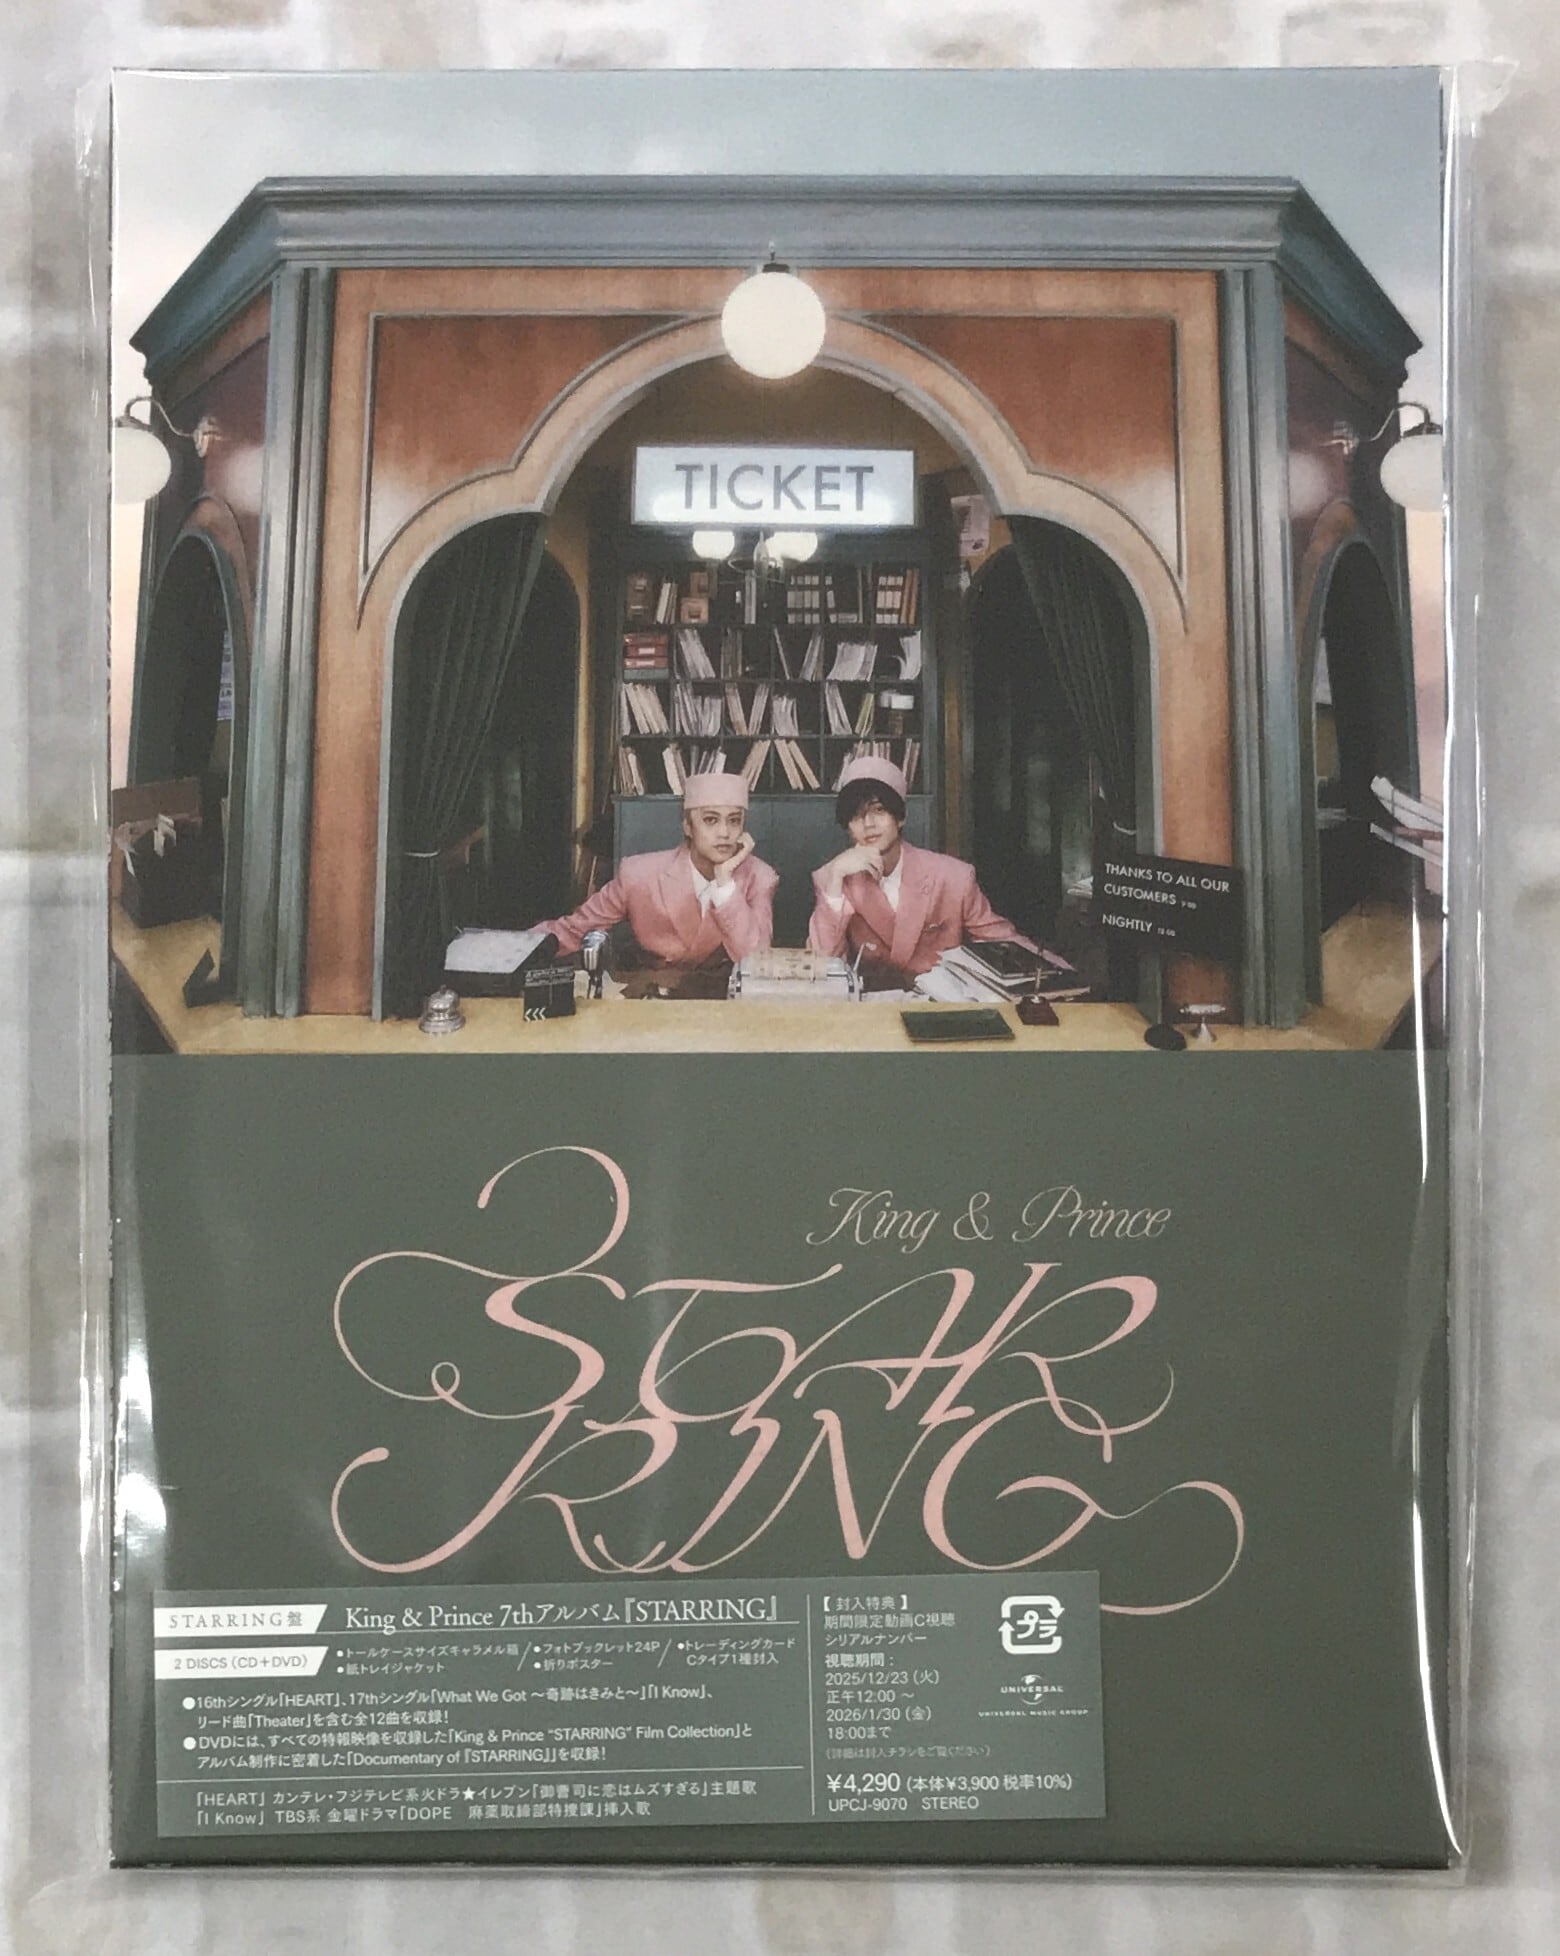 TICKET
THANKS TO ALL OUR
CUSTOMERS
NIGHTLY
King & Prince
STAR
RING
STARRING盤
King & Prince 7thアルバム『STARRING』
2 DISCS (CD+DVD)
●トールケースサイズキャラメル箱
●紙トレイジャケット
●フォトブックレット24P
●折りポスター
●トレーディングカード
Cタイプ1種封入
●16thシングル「HEART」、17thシングル「What We Got ～奇跡はきみと～」「I Know」、
リード曲「Theater」を含む全12曲を収録!
●DVDには、すべての特報映像を収録した「King & Prince "STARRING" Film Collection」と
アルバム制作に密着した「Documentary of『STARRING』」を収録!
「HEART」 カンテレ・フジテレビ系火ドラ★イレブン「御曹司に恋はムズすぎる」主題歌
「I Know」 TBS系 金曜ドラマ「DOPE 麻薬取締部特捜課」挿入歌
【 封入特典 】
期間限定動画C視聴
シリアルナンバー
視聴期間：
2025/12/23 (火)
正午12:00 ～
2026/1/30 (金)
18:00まで
(詳細は封入チラシをご覧ください)
¥4,290 (本体¥3,900 税率10%)
UPCJ-9070 STEREO
プラ
UNIVERSAL
UNIVERSAL MUSIC GROUP